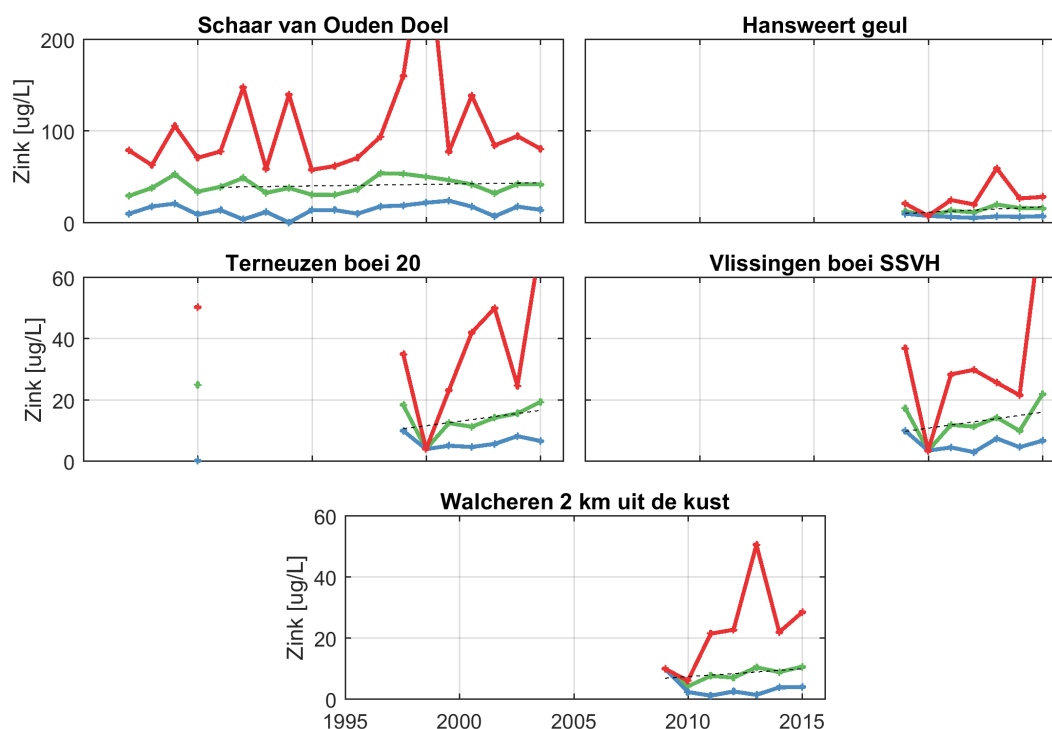 Schaar van Ouden Doel
Hansweert geul
200
100
0
Zink [ug/L]
Terneuzen boei 20
Vlissingen boei SSVH
60
40
20
0
Zink [ug/L]
Walcheren 2 km uit de kust
60
40
20
0
Zink [ug/L]
1995 2000 2005 2010 2015